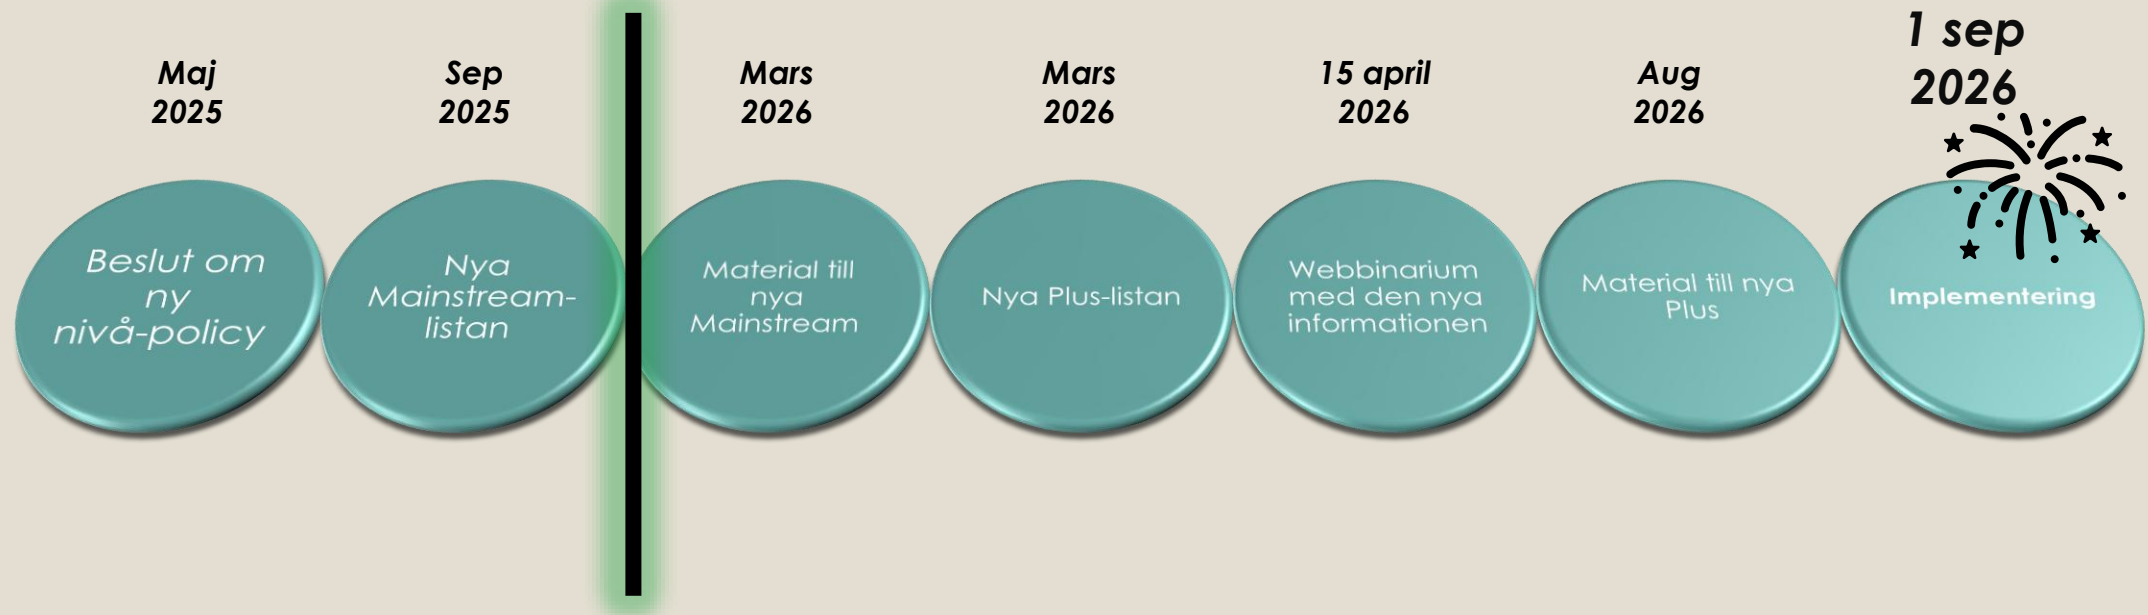 Maj
2025
Sep
2025
Mars
2026
Mars
2026
15 april
2026
Aug
2026
1 sep
2026
Beslut om
ny
nivå-policy
Nya
Mainstream-
listan
Material till
nya
Mainstream
Nya Plus-listan
Webbinarium
med den nya
informationen
Material till nya
Plus
Implementering